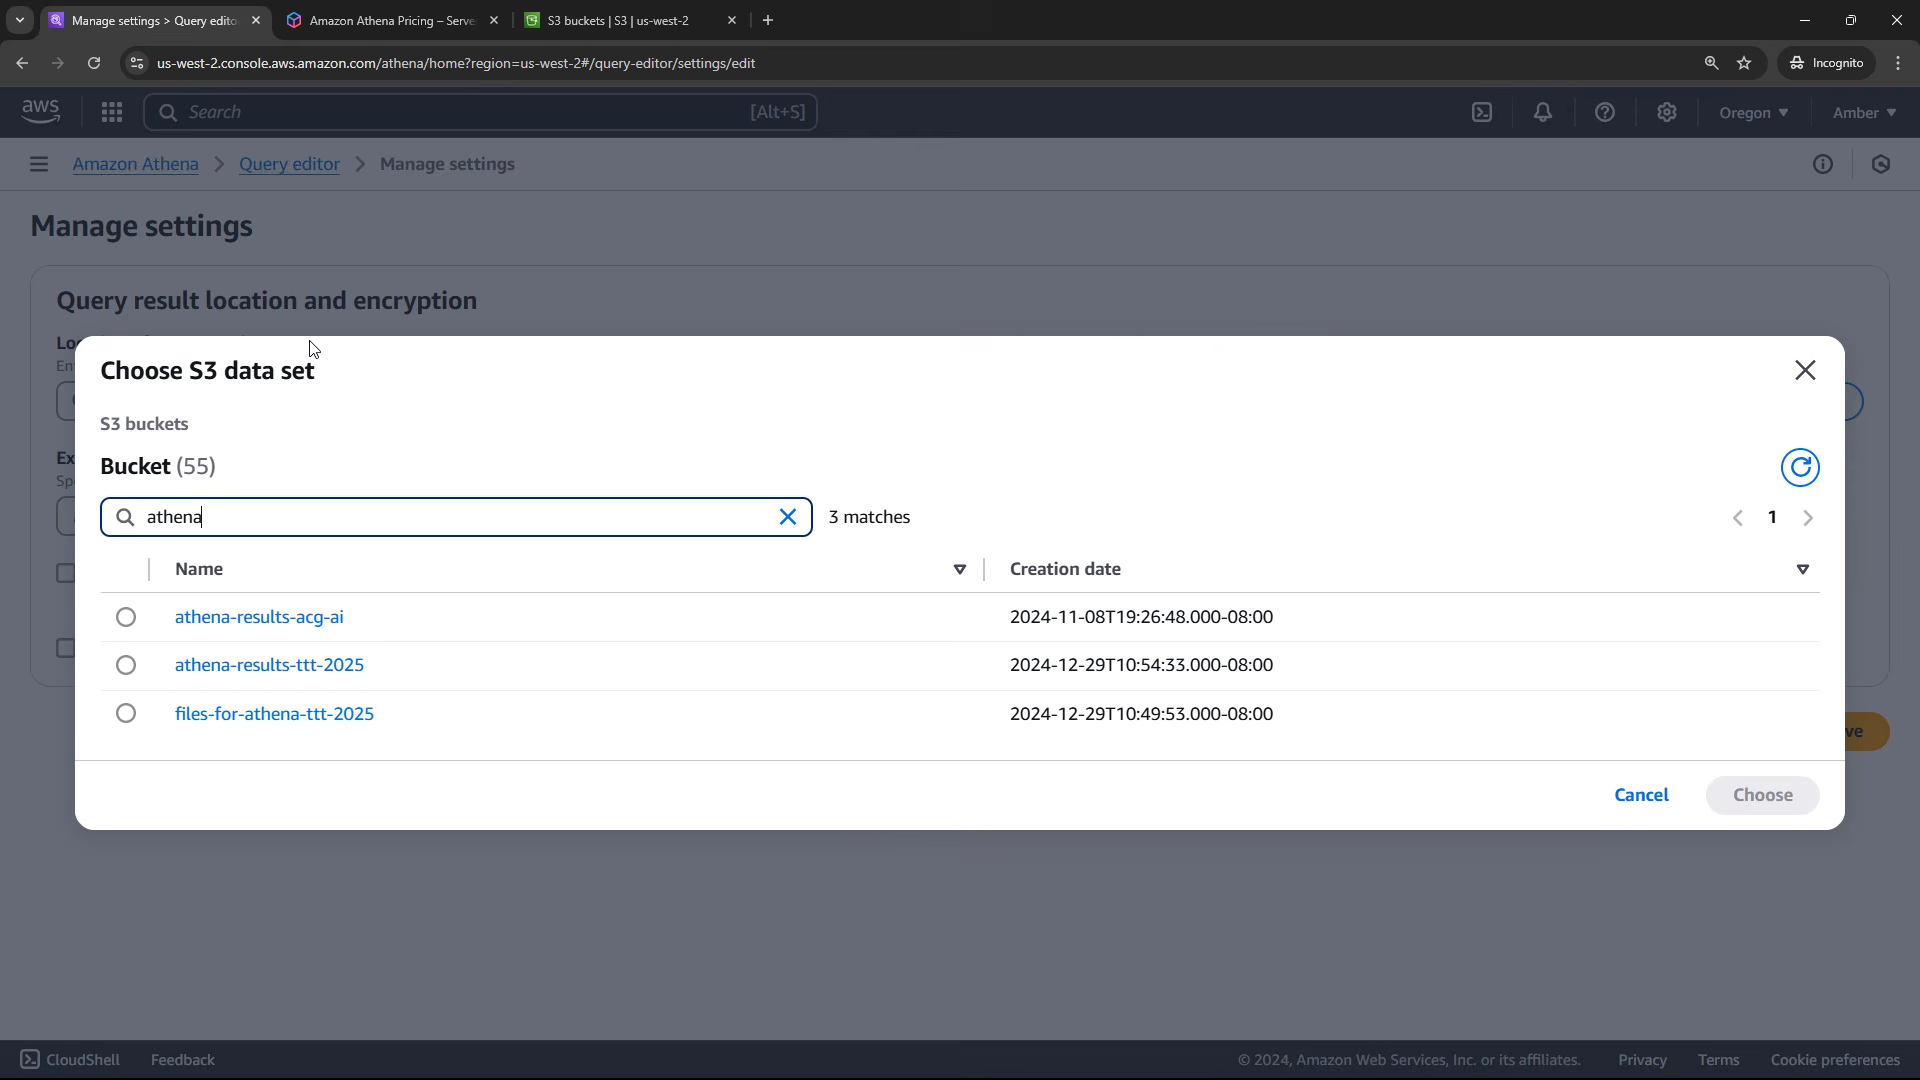 Manage settings > Query edito
Amazon Athena Pricing – Serve
S3 buckets | S3 | us-west-2
us-west-2.console.aws.amazon.com/athena/home?region=us-west-2#/query-editor/settings/edit
Incognito
aws
Search
[Alt+S]
Oregon
Amber
Amazon Athena
Query editor
Manage settings
Manage settings
Query result location and encryption
Choose S3 data set
S3 buckets
Bucket (55)
athena
3 matches
1
Name
Creation date
athena-results-acg-ai
2024-11-08T19:26:48.000-08:00
athena-results-ttt-2025
2024-12-29T10:54:33.000-08:00
files-for-athena-ttt-2025
2024-12-29T10:49:53.000-08:00
Cancel
Choose
CloudShell
Feedback
© 2024, Amazon Web Services, Inc. or its affiliates.
Privacy
Terms
Cookie preferences